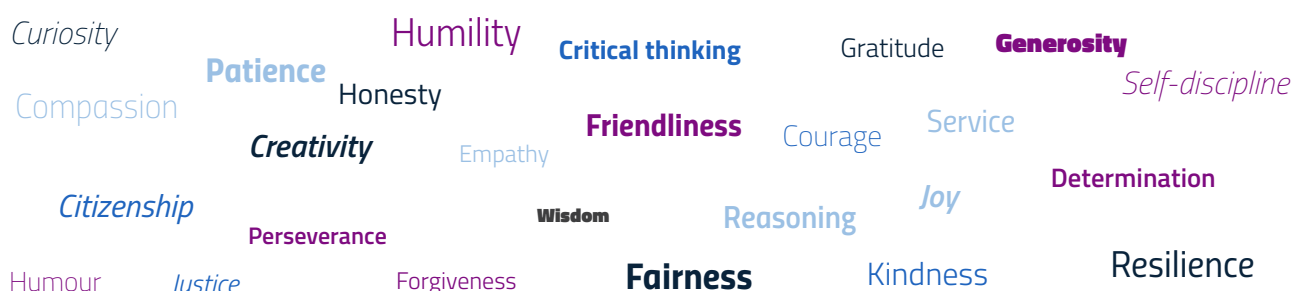 Curiosity
Humility
Critical thinking
Gratitude
Generosity
Patience
Self-discipline
Honesty
Compassion
Friendliness
Service
Courage
Creativity
Empathy
Determination
Joy
Citizenship
Wisdom
Reasoning
Perseverance
Resilience
Kindness
Fairness
Humour
Justice
Forgiveness